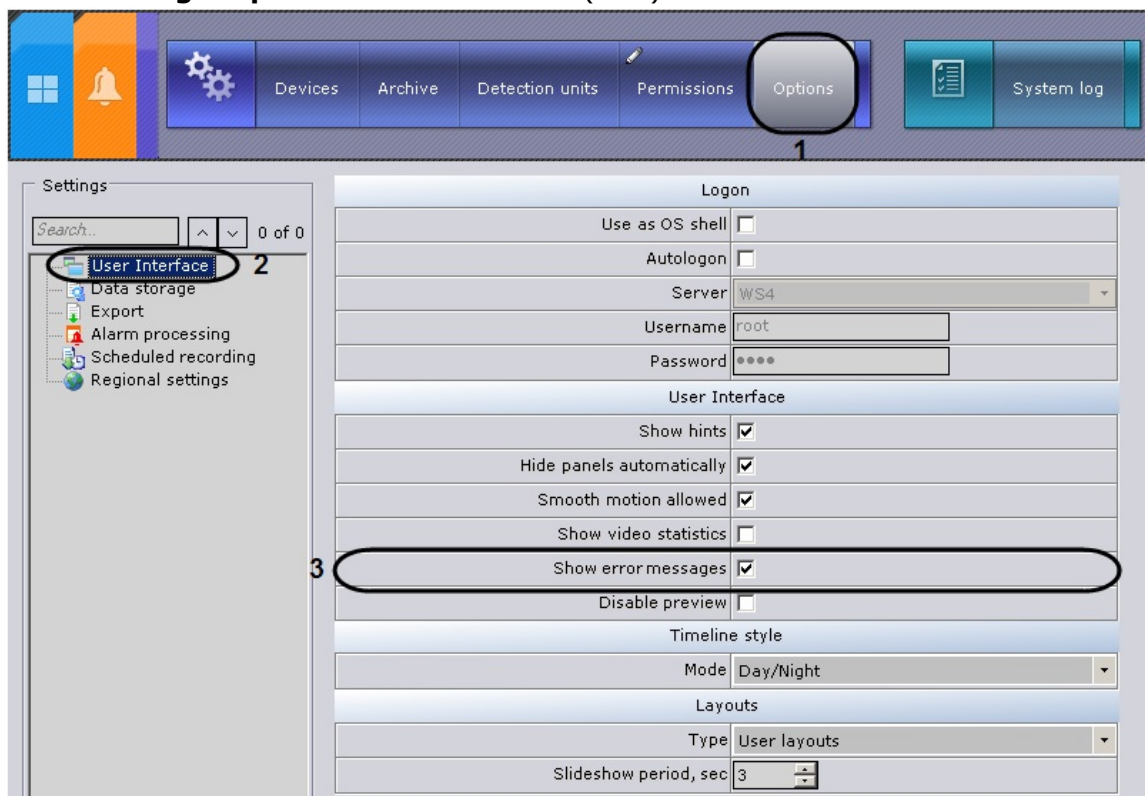 Devices Archive Detection units Permissions Options System log
1
Settings
Search... 0 of 0
User Interface 2
Data storage
Export
Alarm processing
Scheduled recording
Regional settings
Logon
Use as OS shell
Autologon
Server WS4
Username root
Password ••••
User Interface
Show hints
Hide panels automatically
Smooth motion allowed
Show video statistics
3 Show error messages
Disable preview
Timeline style
Mode Day/Night
Layouts
Type User layouts
Slideshow period, sec 3